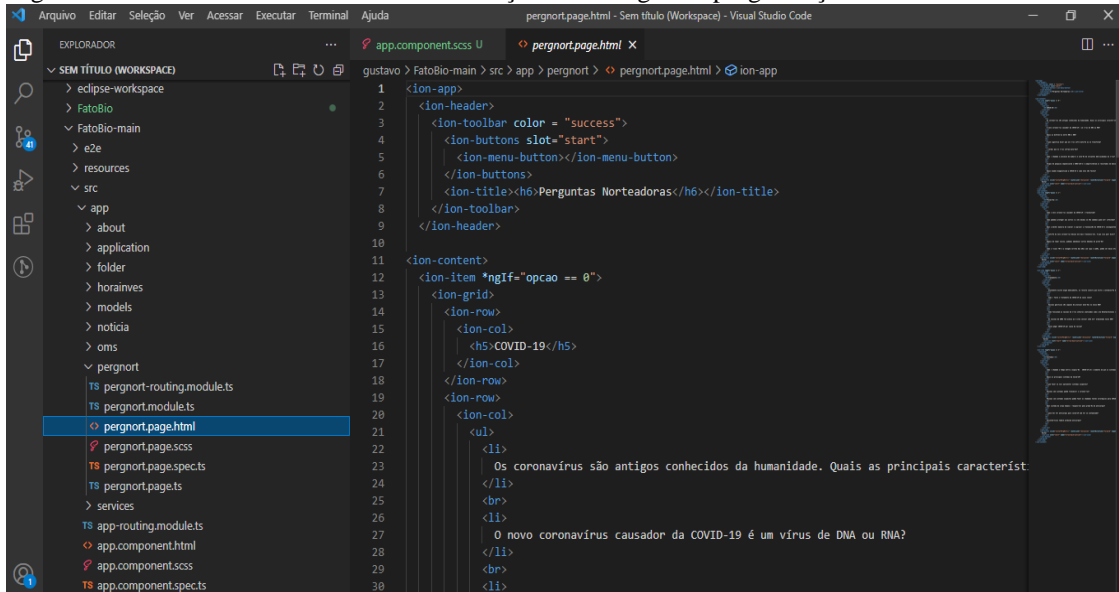 Arquivo Editar Seleção Ver Acessar Executar Terminal Ajuda
pergnort.page.html - Sem título (Workspace) - Visual Studio Code
EXPLORADOR
SEM TÍTULO (WORKSPACE)
eclipse-workspace
FatoBio
FatoBio-main
e2e
resources
src
app
about
application
folder
horainves
models
noticia
oms
pergnort
TS pergnort-routing.module.ts
TS pergnort.module.ts
<> pergnort.page.html
pergnort.page.scss
TS pergnort.page.spec.ts
TS pergnort.page.ts
services
TS app-routing.module.ts
<> app.component.html
app.component.scss
TS app.component.spec.ts
41
1
app.component.scss U
<> pergnort.page.html
gustavo > FatoBio-main > src > app > pergnort > <> pergnort.page.html > ion-app
1 <ion-app>
2 <ion-header>
3 <ion-toolbar color = "success">
4 <ion-buttons slot="start">
5 <ion-menu-button></ion-menu-button>
6 </ion-buttons>
7 <ion-title><h6>Perguntas Norteadoras</h6></ion-title>
8 </ion-toolbar>
9 </ion-header>
10
11 <ion-content>
12 <ion-item *ngIf="opcao == 0">
13 <ion-grid>
14 <ion-row>
15 <ion-col>
16 <h5>COVID-19</h5>
17 </ion-col>
18 </ion-row>
19 <ion-row>
20 <ion-col>
21 <ul>
22 <li>
23 Os coronavírus são antigos conhecidos da humanidade. Quais as principais característ
24 </li>
25 <br>
26 <li>
27 O novo coronavírus causador da COVID-19 é um vírus de DNA ou RNA?
28 </li>
29 <br>
30 <li>